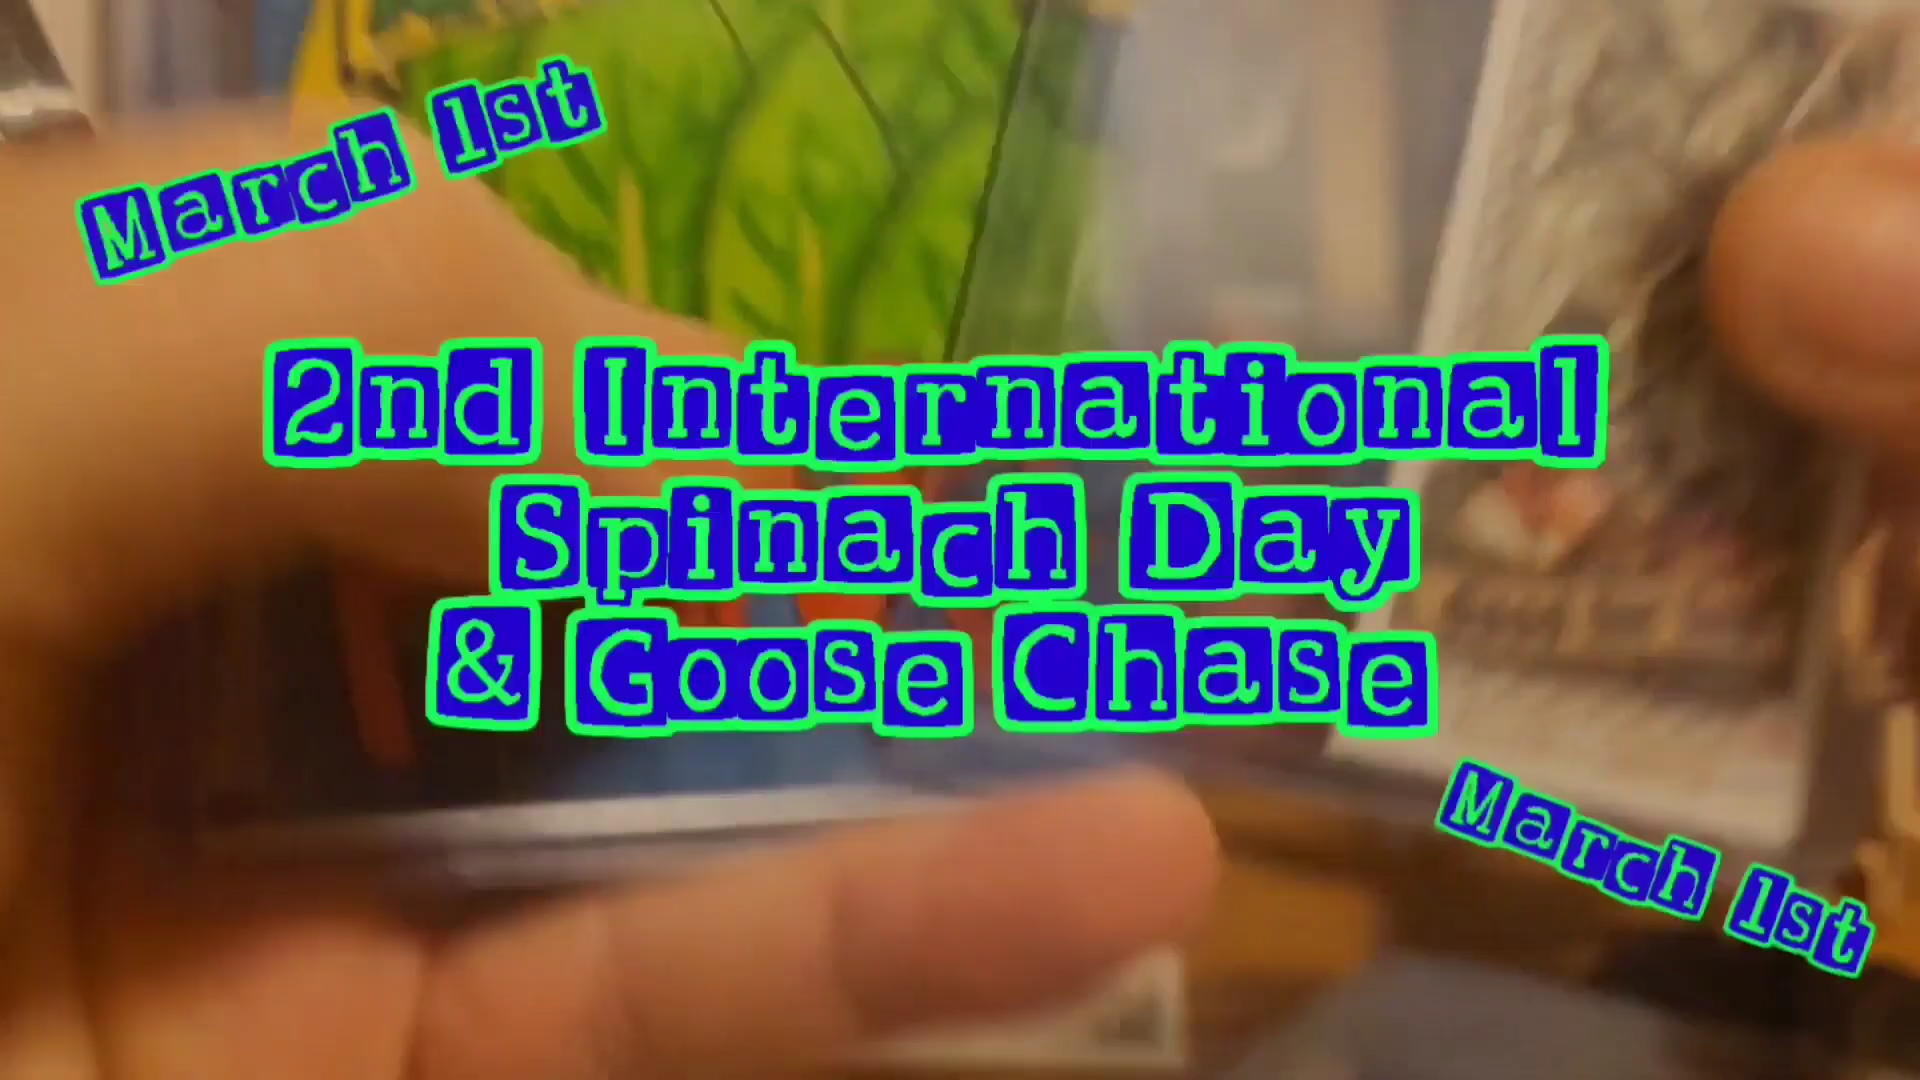 March 1st
2nd International
Spinach Day
& Goose Chase
March 1st